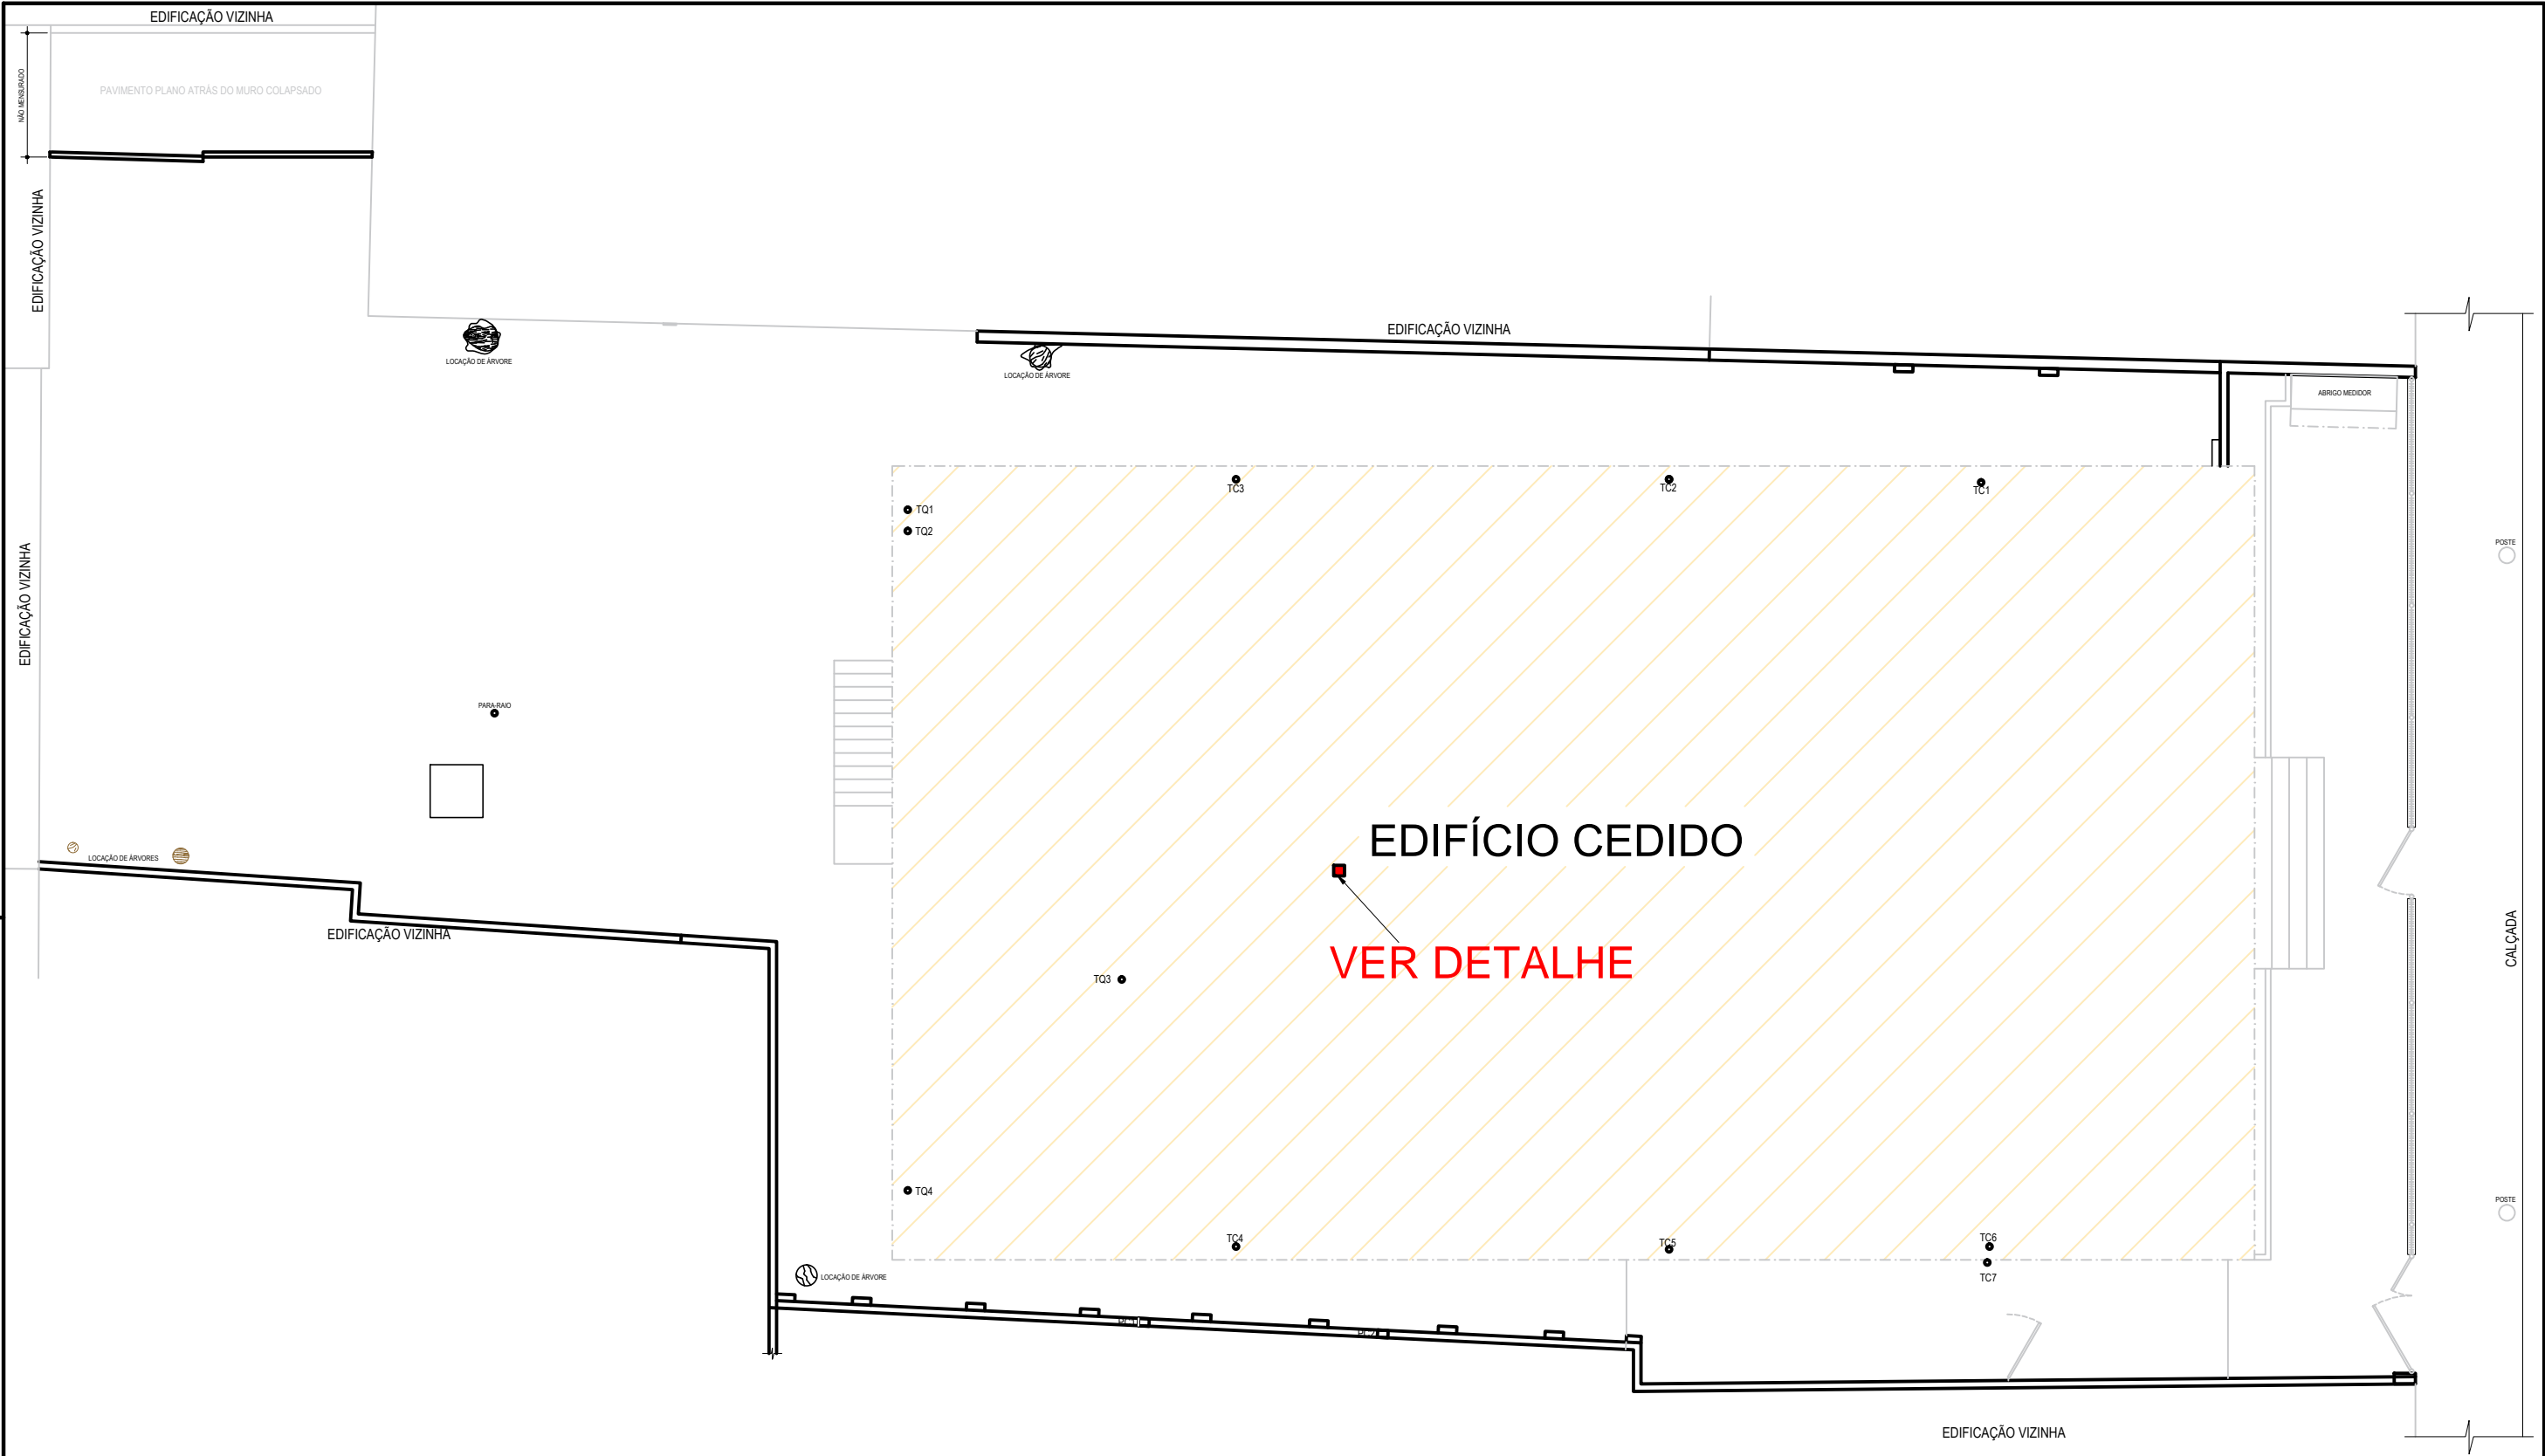 EDIFICAÇÃO VIZINHA
NÃO MENSURADO
PAVIMENTO PLANO ATRÁS DO MURO COLAPSADO
EDIFICAÇÃO VIZINHA
EDIFICAÇÃO VIZINHA
LOCAÇÃO DE ÁRVORE
LOCAÇÃO DE ÁRVORE
ABRIGO MEDIDOR
TC3
TC2
TC1
TQ1
TQ2
POSTE
EDIFICAÇÃO VIZINHA
PARA-RAIO
EDIFÍCIO CEDIDO
LOCAÇÃO DE ÁRVORES
EDIFICAÇÃO VIZINHA
VER DETALHE
CALÇADA
TQ3
TQ4
POSTE
TC4
TC5
TC6
TC7
LOCAÇÃO DE ÁRVORE
EDIFICAÇÃO VIZINHA